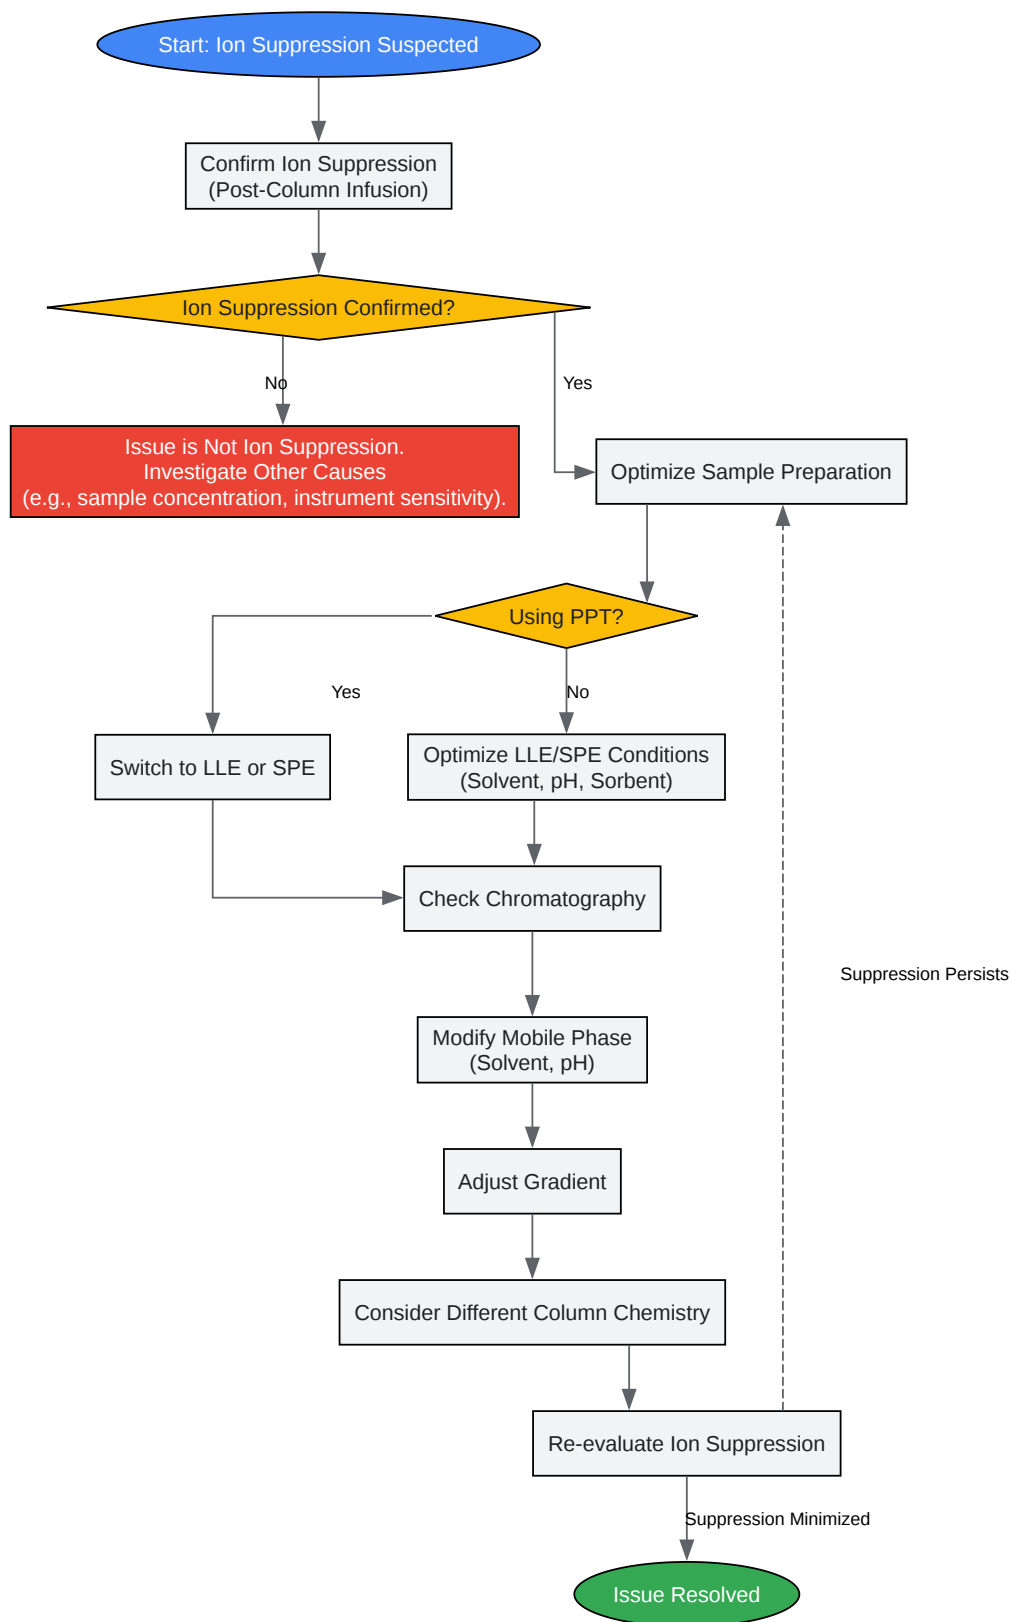 Start: Ion Suppression Suspected
Confirm Ion Suppression
(Post-Column Infusion)
Ion Suppression Confirmed?
No
Yes
Issue is Not Ion Suppression.
Investigate Other Causes
(e.g., sample concentration, instrument sensitivity).
Optimize Sample Preparation
Using PPT?
Yes
No
Switch to LLE or SPE
Optimize LLE/SPE Conditions
(Solvent, pH, Sorbent)
Check Chromatography
Suppression Persists
Modify Mobile Phase
(Solvent, pH)
Adjust Gradient
Consider Different Column Chemistry
Re-evaluate Ion Suppression
Suppression Minimized
Issue Resolved